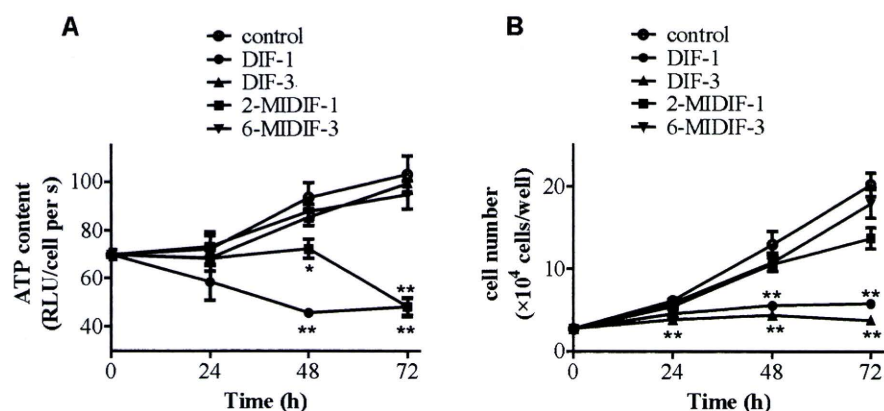 A
control
DIF-1
DIF-3
2-MIDIF-1
6-MIDIF-3
ATP content
(RLU/cell per s)
100
80
60
40
*
**
**
**
0
24
48
72
Time (h)
B
control
DIF-1
DIF-3
2-MIDIF-1
6-MIDIF-3
cell number
(×10⁴ cells/well)
20
10
0
**
**
**
**
**
0
24
48
72
Time (h)